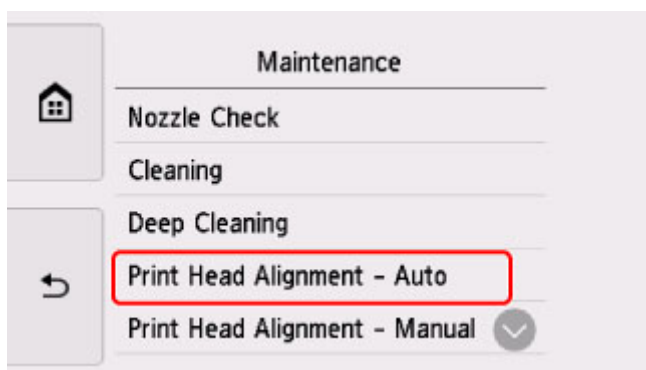 Maintenance
Nozzle Check
Cleaning
Deep Cleaning
Print Head Alignment - Auto
Print Head Alignment - Manual